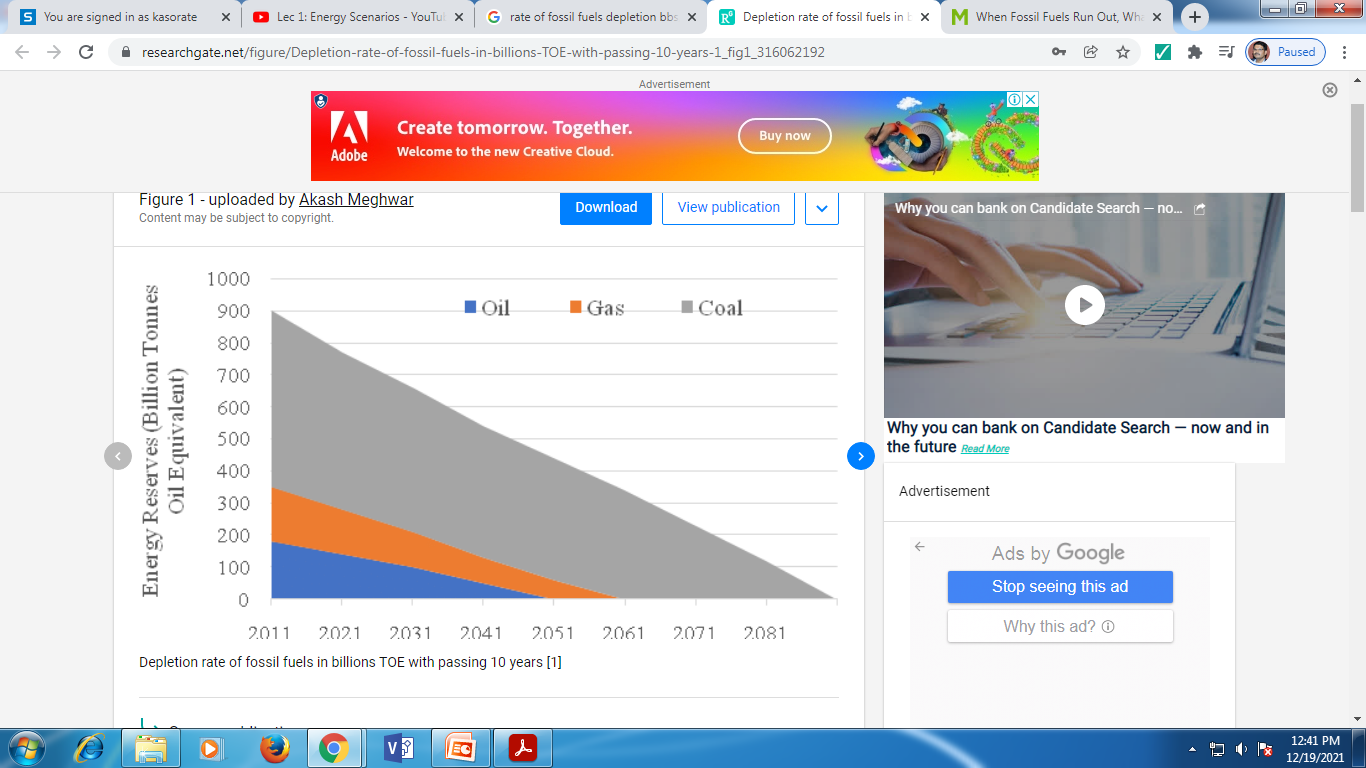 You are signed in as kasorate
Lec 1: Energy Scenarios - YouTu
rate of fossil fuels depletion bbs
Depletion rate of fossil fuels in b
When Fossil Fuels Run Out, Wha
researchgate.net/figure/Depletion-rate-of-fossil-fuels-in-billions-TOE-with-passing-10-years-1_fig1_316062192
Paused
Advertisement
Adobe
Create tomorrow. Together.
Welcome to the new Creative Cloud.
Buy now
Figure 1 - uploaded by Akash Meghwar
Content may be subject to copyright.
Download
View publication
Energy Reserves (Billion Tonnes
Oil Equivalent)
1000
900
800
700
600
500
400
300
200
100
0
Oil Gas Coal
2011 2021 2031 2041 2051 2061 2071 2081
Depletion rate of fossil fuels in billions TOE with passing 10 years [1]
Why you can bank on Candidate Search — no...
Why you can bank on Candidate Search — now and in
the future Read More
Advertisement
Ads by Google
Stop seeing this ad
Why this ad?
12:41 PM
12/19/2021